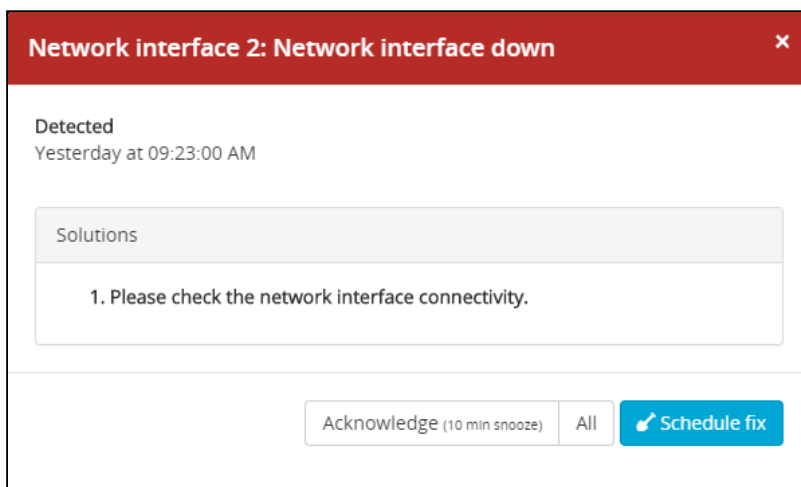 Network interface 2: Network interface down ×
Detected
Yesterday at 09:23:00 AM
Solutions
1. Please check the network interface connectivity.
Acknowledge (10 min snooze) All Schedule fix